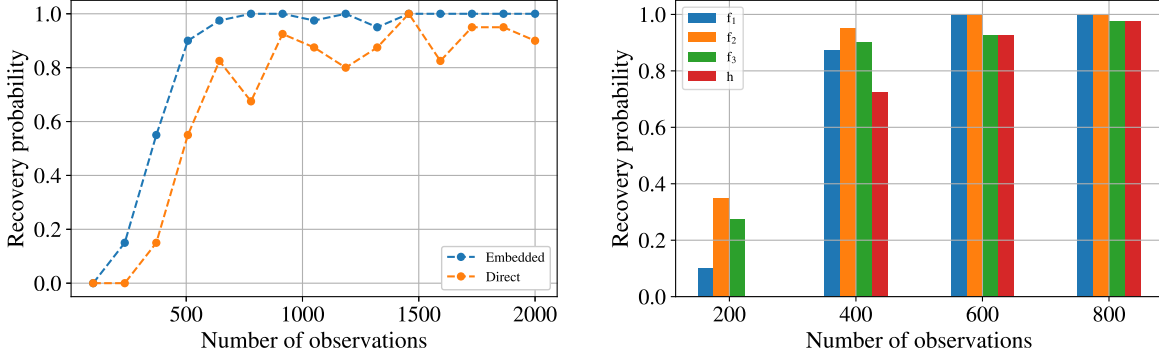 1.0
0.8
0.6
0.4
0.2
0.0
Recovery probability
500
1000
1500
2000
Number of observations
Embedded
Direct
1.0
0.8
0.6
0.4
0.2
0.0
Recovery probability
200
400
600
800
Number of observations
f₁
f₂
f₃
h